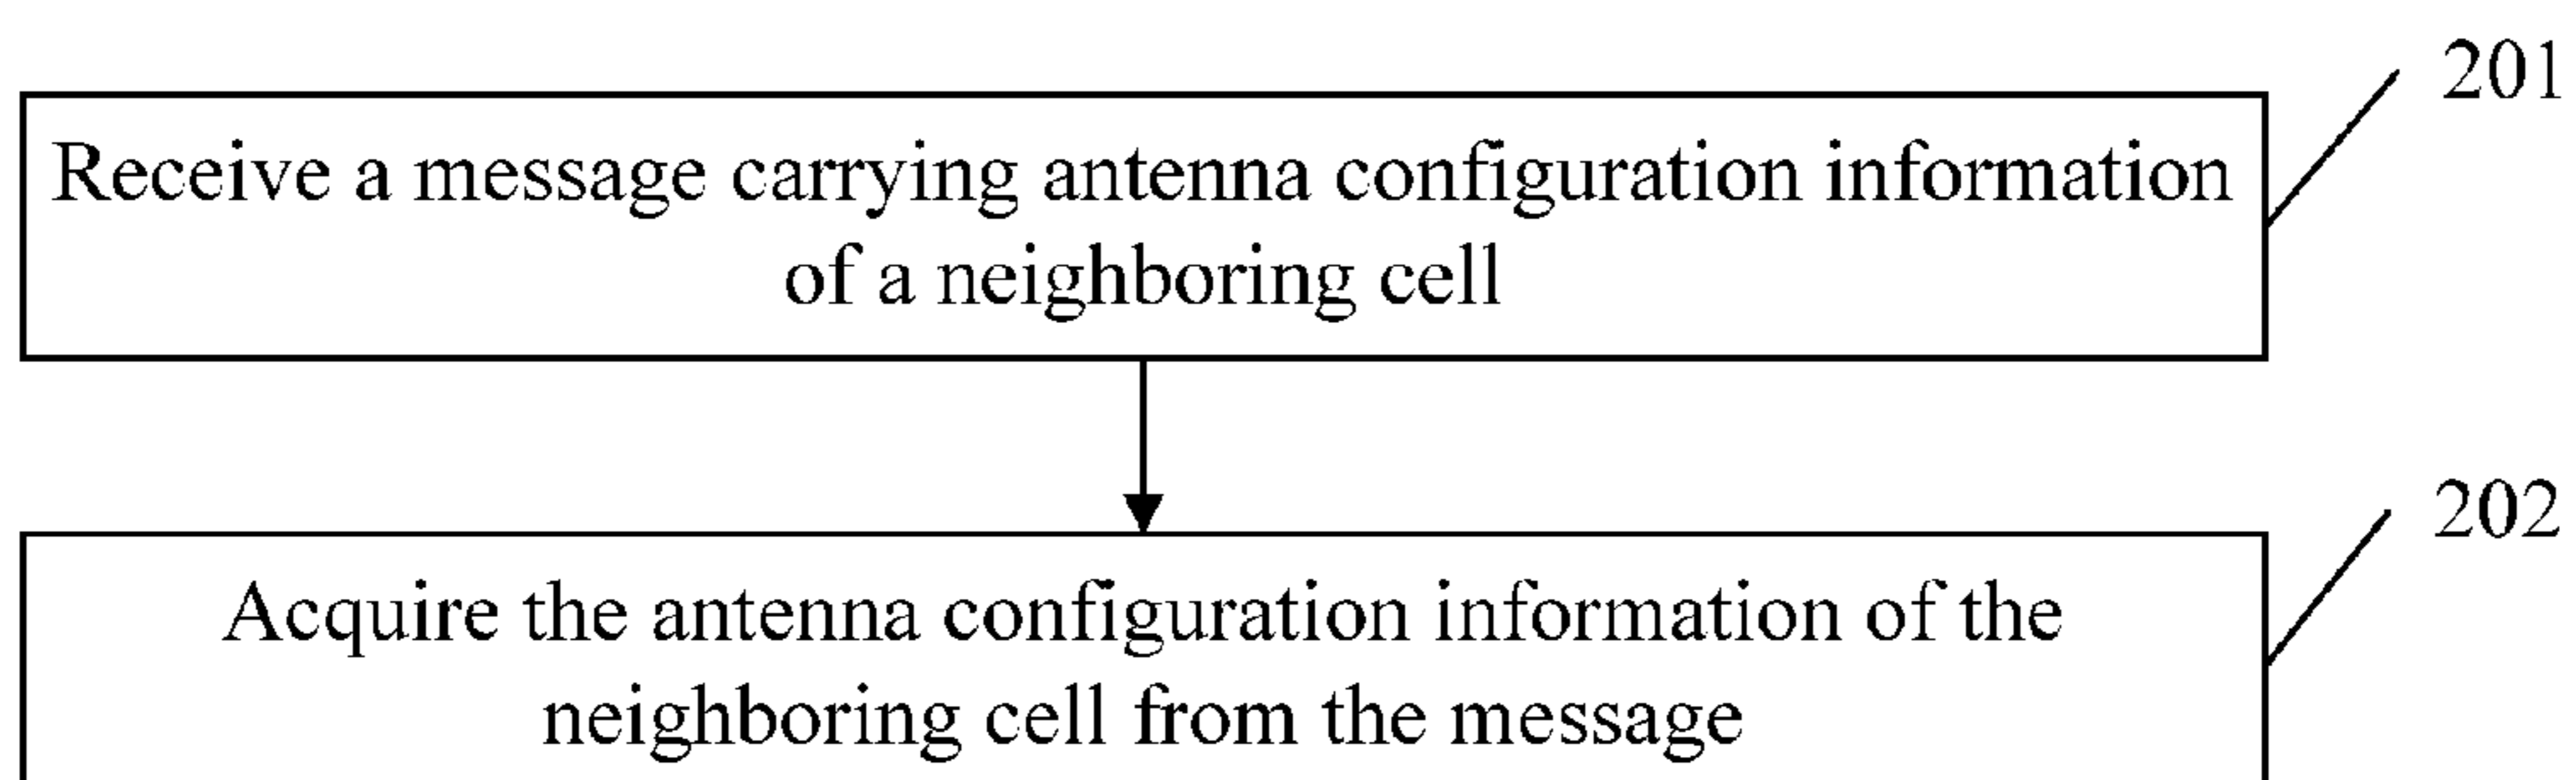 201
Receive a message carrying antenna configuration information
of a neighboring cell
202
Acquire the antenna configuration information of the
neighboring cell from the message